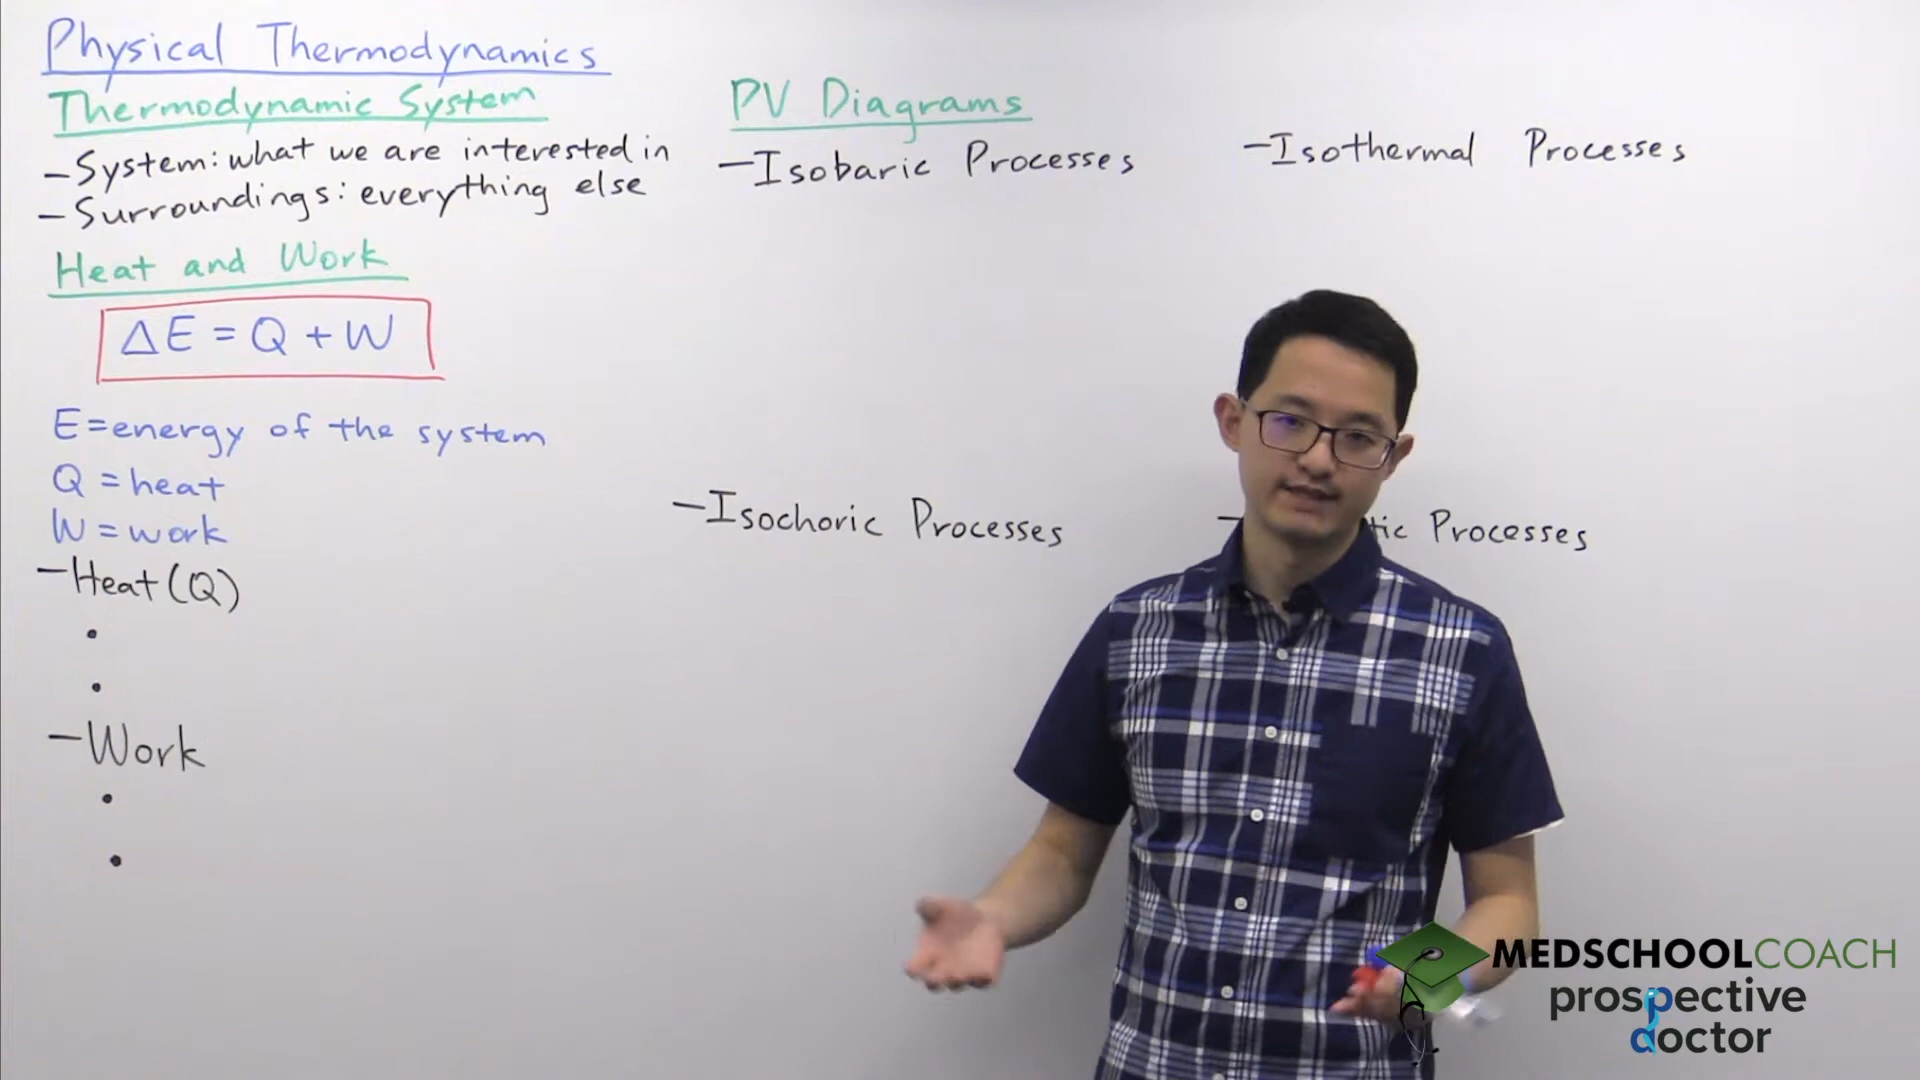 Physical Thermodynamics
Thermodynamic System
-System: what we are interested in
-Surroundings: everything else
Heat and Work
ΔE = Q + W
E = energy of the system
Q = heat
W = work
-Heat (Q)
•
•
-Work
•
•
PV Diagrams
-Isobaric Processes
-Isochoric Processes
-Isothermal Processes
- tic Processes
MEDSCHOOLCOACH
prospective
doctor